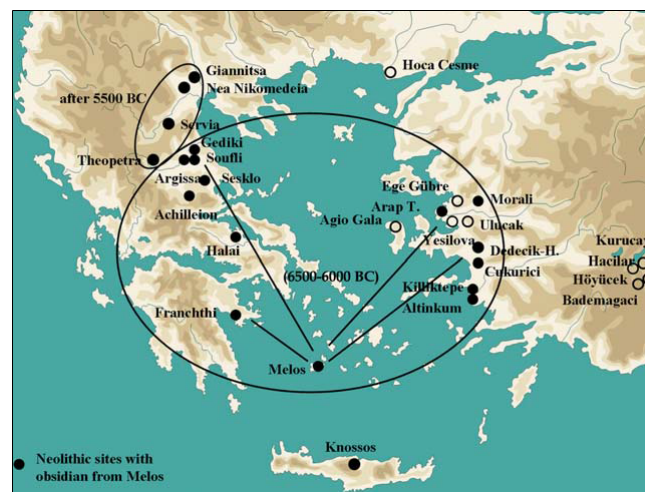 Giannitsa
Nea Nikomedeia
Hoca Cesme
after 5500 BC
Servia
Gediki
Theopetra
Soufli
Argissa
Sesklo
Achilleion
Ege Gübre
Morali
Arap T.
Agio Gala
Ulucak
Yesilova
Halai
Dedecik-H.
Kurucay
Hacilar
Cukurici
(6500-6000 BC)
Höyücek
Killiktepe
Bademagaci
Franchthi
Altinkum
Melos
Knossos
Neolithic sites with
obsidian from Melos